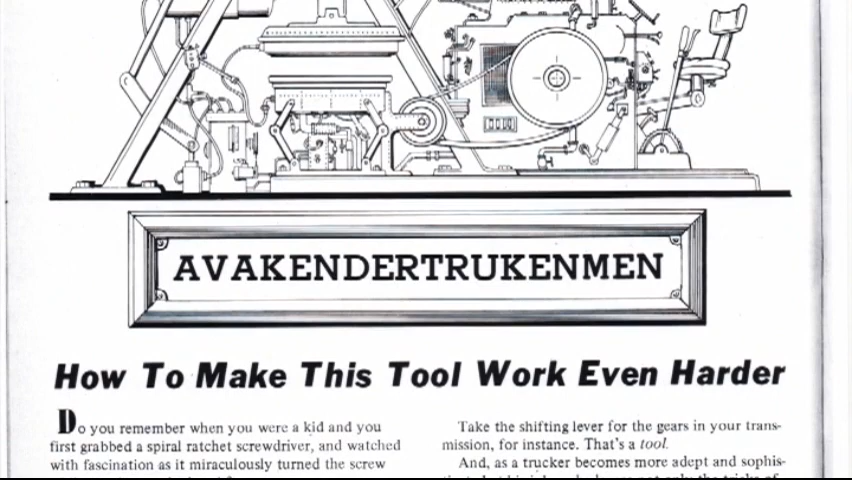 AVAKENDERTRUKENMEN
How To Make This Tool Work Even Harder
Do you remember when you were a kid and you
first grabbed a spiral ratchet screwdriver, and watched
with fascination as it miraculously turned the screw
Take the shifting lever for the gears in your trans-
mission, for instance. That's a tool.
And, as a trucker becomes more adept and sophis-